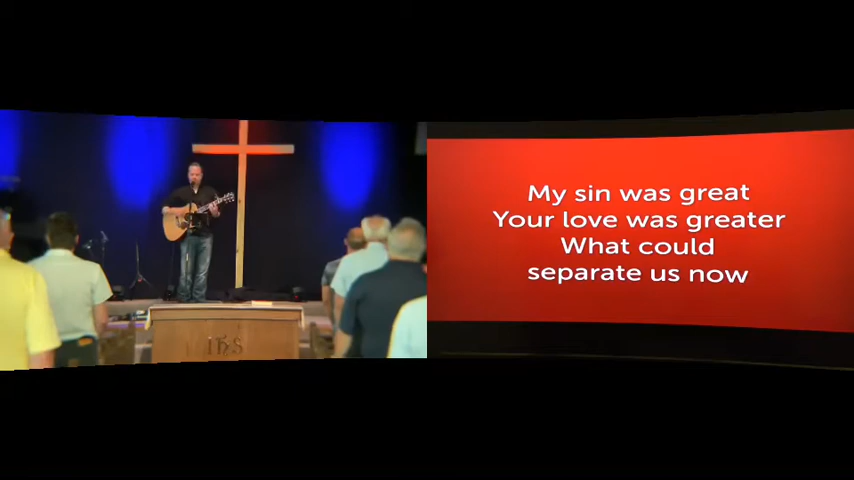 IHS
My sin was great
Your love was greater
What could
separate us now